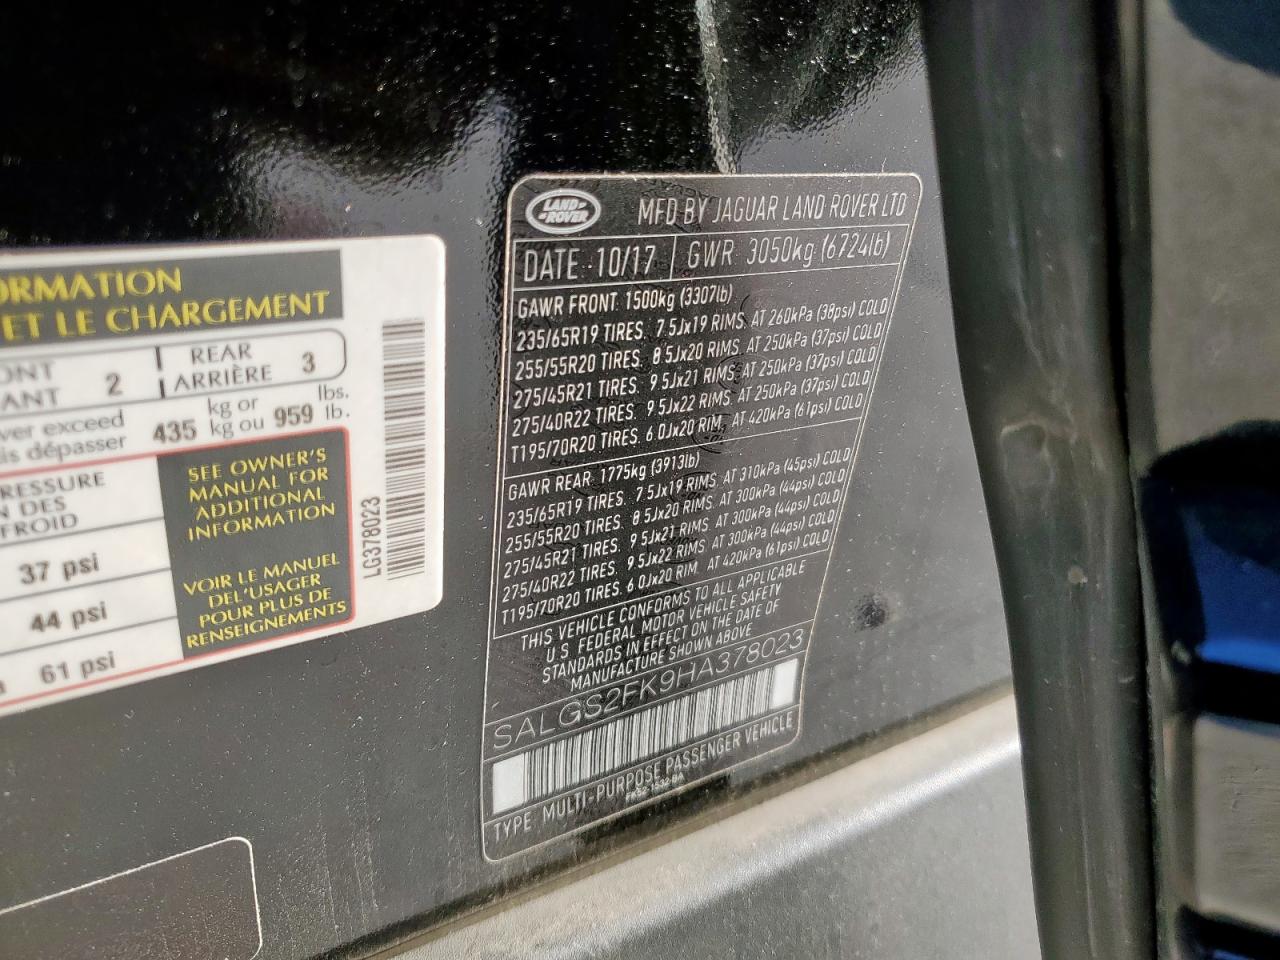 ORMATION
ET LE CHARGEMENT
ONT
ANT 2
REAR
ARRIÈRE 3
ver exceed
is dépasser 435 kg or
kg ou 959 lbs.
lb.
RESSURE
N DES
FROID
37 psi
44 psi
61 psi
SEE OWNER'S
MANUAL FOR
ADDITIONAL
INFORMATION
VOIR LE MANUEL
DEL'USAGER
POUR PLUS DE
RENSEIGNEMENTS
LG378023
LAND-
-ROVER
MFD BY JAGUAR LAND ROVER LTD
DATE 10/17 GWR 3050kg (6724lb)
GAWR FRONT 1500kg (3307lb)
235/65R19 TIRES, 7.5Jx19 RIMS, AT 260kPa (38psi) COLD
255/55R20 TIRES, 8.5Jx20 RIMS, AT 250kPa (37psi) COLD
275/45R21 TIRES, 9.5Jx21 RIMS, AT 250kPa (37psi) COLD
275/40R22 TIRES, 9.5Jx22 RIMS, AT 250kPa (37psi) COLD
T195/70R20 TIRES, 6.0Jx20 RIM, AT 420kPa (61psi) COLD
GAWR REAR 1775kg (3913lb)
235/65R19 TIRES, 7.5Jx19 RIMS, AT 310kPa (45psi) COLD
255/55R20 TIRES, 8.5Jx20 RIMS, AT 300kPa (44psi) COLD
275/45R21 TIRES, 9.5Jx21 RIMS, AT 300kPa (44psi) COLD
275/40R22 TIRES, 9.5Jx22 RIMS, AT 300kPa (44psi) COLD
T195/70R20 TIRES, 6.0Jx20 RIM, AT 420kPa (61psi) COLD
THIS VEHICLE CONFORMS TO ALL APPLICABLE
U.S. FEDERAL MOTOR VEHICLE SAFETY
STANDARDS IN EFFECT ON THE DATE OF
MANUFACTURE SHOWN ABOVE
SALGS2FK9HA378023
TYPE: MULTI-PURPOSE PASSENGER VEHICLE